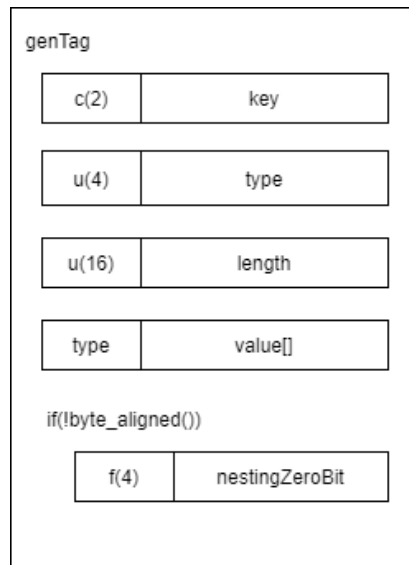 genTag
c(2) key
u(4) type
u(16) length
type value[]
if(!byte_aligned())
f(4) nestingZeroBit